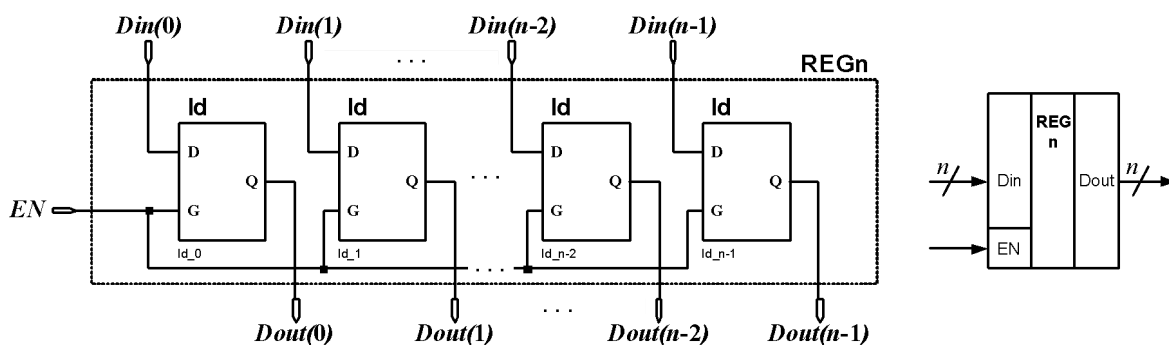 Din(0) Din(1) Din(n-2) Din(n-1)
. . .
REGn
ld ld ld ld
D D D D
Q Q . . . Q Q
G G G G
EN
ld_0 ld_1 ld_n-2 ld_n-1
. . .
. . .
Dout(0) Dout(1) Dout(n-2) Dout(n-1)
REG
n
n n
Din Dout
EN